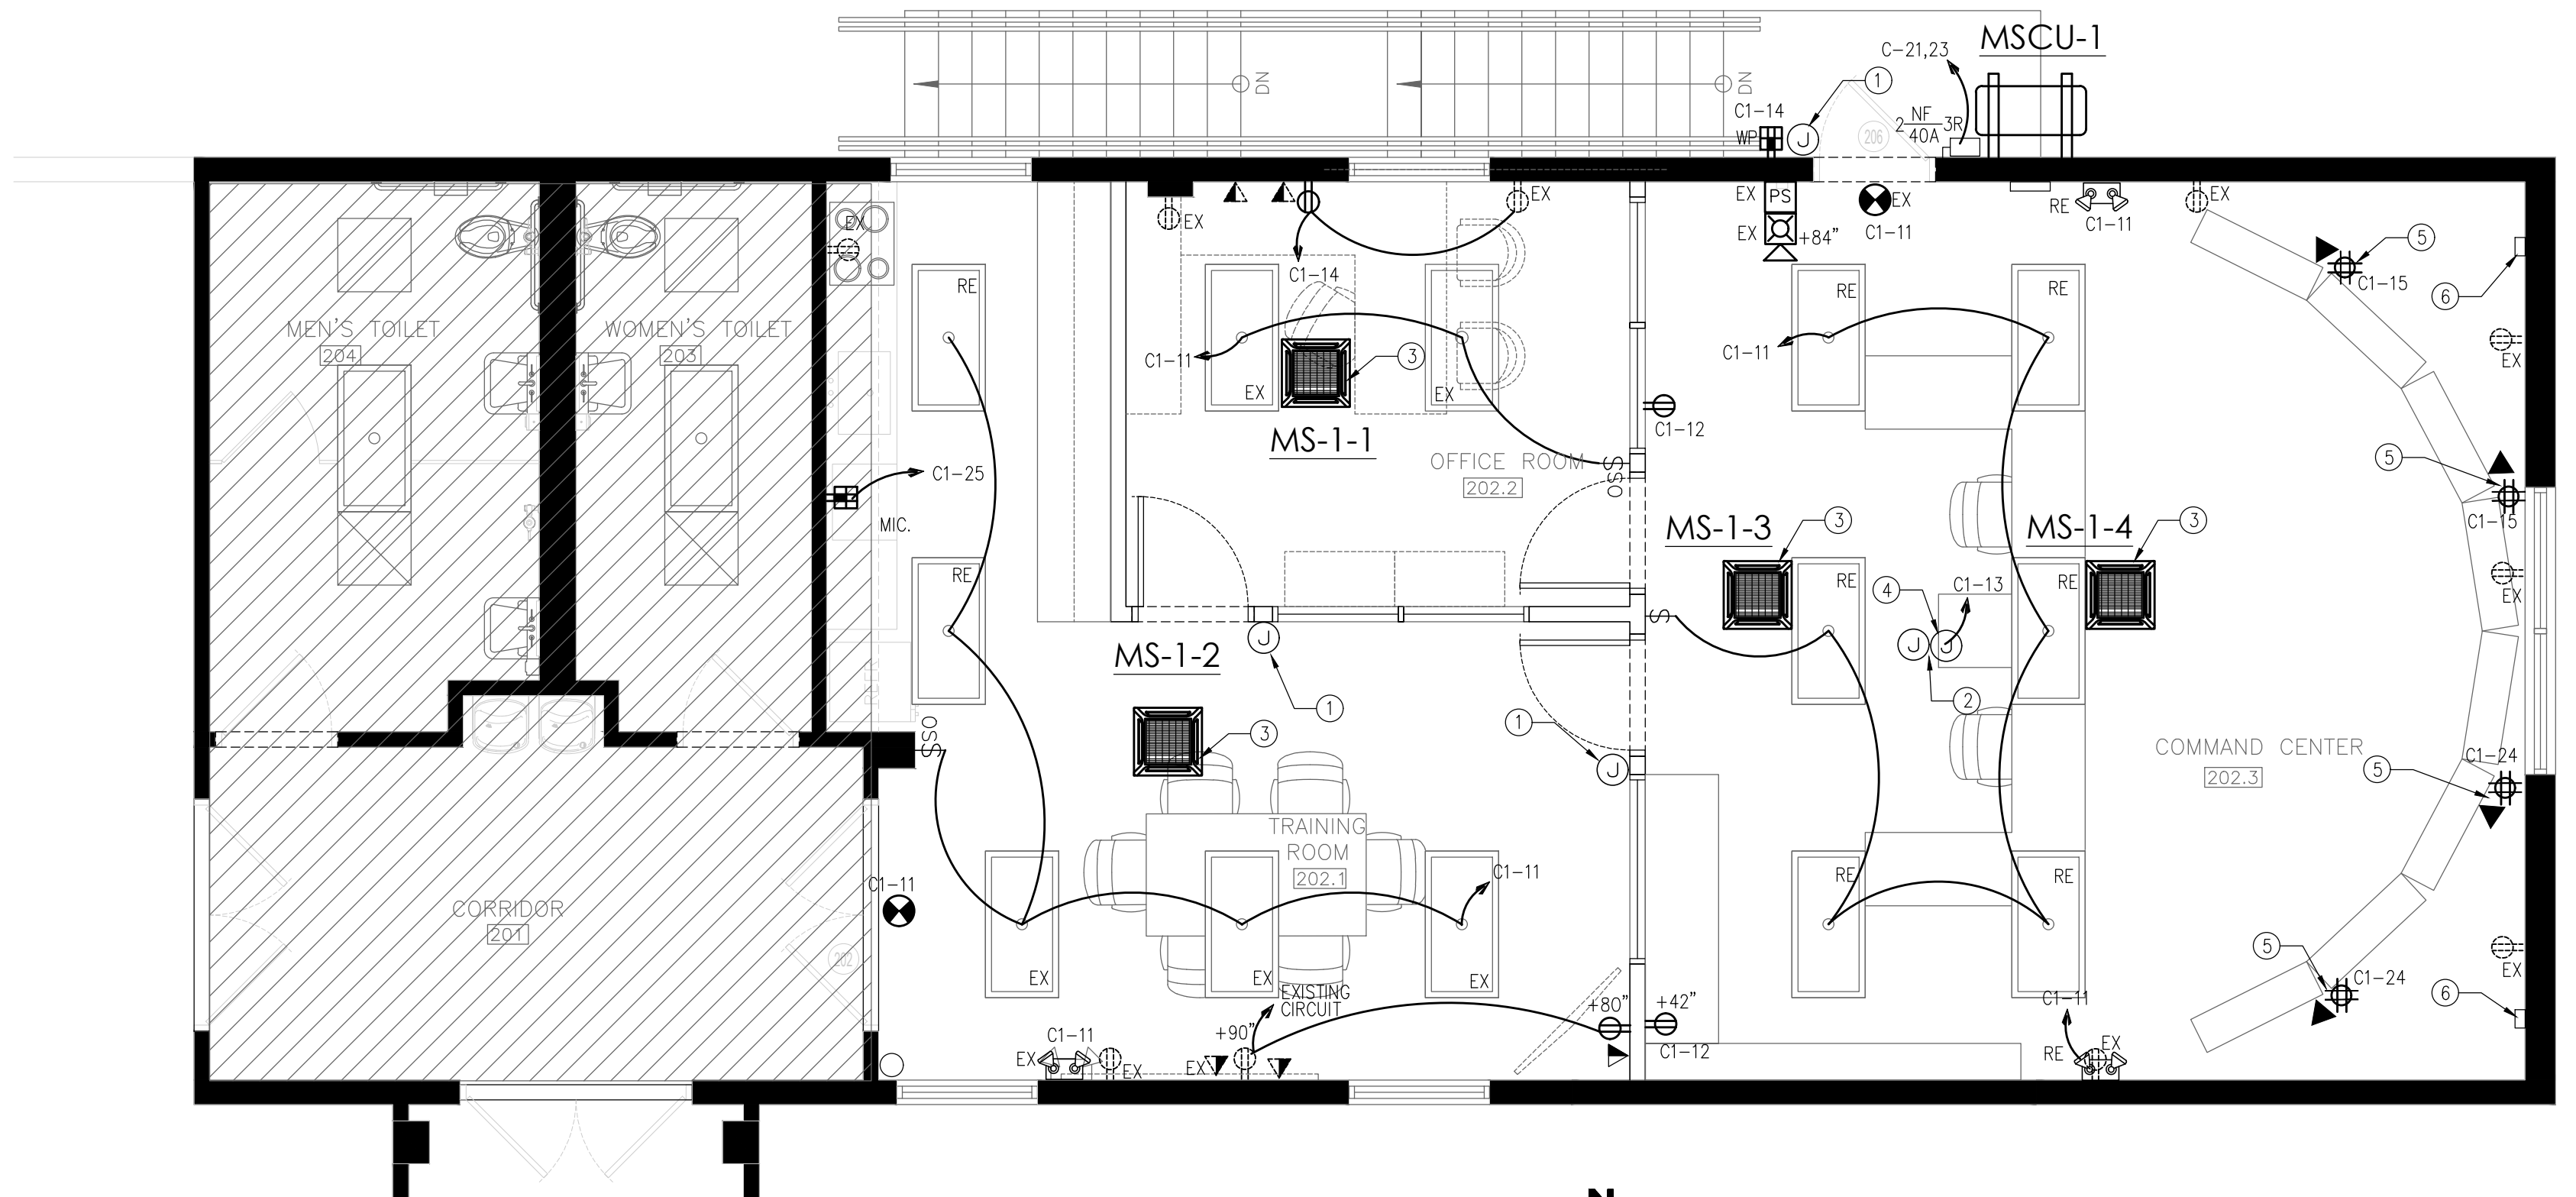 MSCU-1
C-21,23
1
DN
DN
C1-14
WP
J
206
NF
2 3R
40A
EX
EX
EX
PS
EX
EX
+84"
C1-11
RE
C1-11
EX
EX
C1-14
5
C1-15
6
RE
RE
RE
MEN'S TOILET
204
WOMEN'S TOILET
203
C1-11
3
C1-11
EX
EX
EX
MS-1-1
C1-12
OFFICE ROOM
202.2
SSO
5
C1-15
C1-25
MIC.
MS-1-3
3
MS-1-4
3
RE
RE
RE
4
C1-13
EX
S
J
J
J
2
MS-1-2
REF.
1
1
SSO
3
J
COMMAND CENTER
202.3
C1-24
5
TRAINING
ROOM
202.1
C1-11
C1-11
RE
RE
CORRIDOR
201
202
EX
EX
EX
5
C1-24
EX
6
EXISTING
CIRCUIT
+90"
+80"
+42"
C1-12
C1-11
C1-11
EX
EX
EX
RE
EX
N